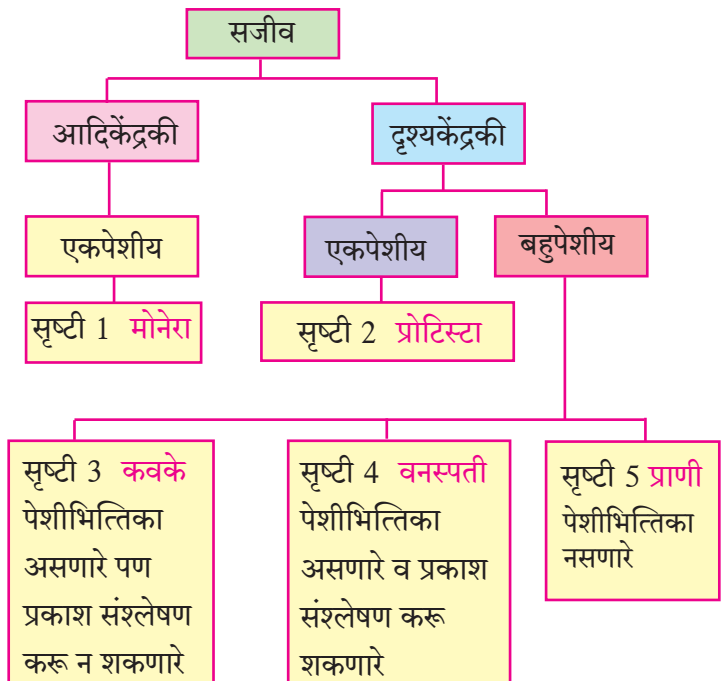 सजीव
आदिकेंद्रकी
दृश्यकेंद्रकी
एकपेशीय
एकपेशीय
बहुपेशीय
सृष्टी 1 मोनेरा
सृष्टी 2 प्रोटिस्टा
सृष्टी 3 कवके
पेशीभित्तिका
असणारे पण
प्रकाश संश्लेषण
करू न शकणारे
सृष्टी 4 वनस्पती
पेशीभित्तिका
असणारे व प्रकाश
संश्लेषण करू
शकणारे
सृष्टी 5 प्राणी
पेशीभित्तिका
नसणारे